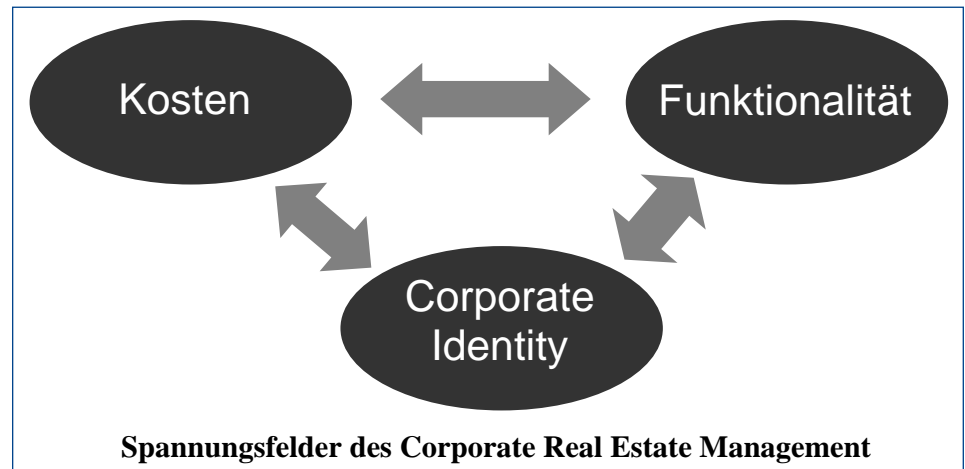 Kosten
Funktionalität
Corporate
Identity
Spannungsfelder des Corporate Real Estate Management